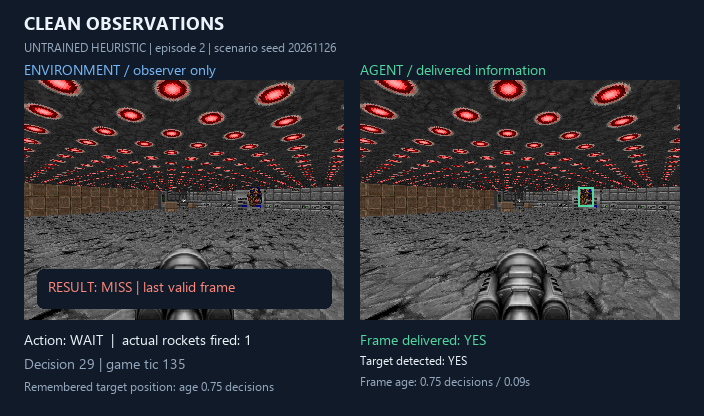 CLEAN OBSERVATIONS
UNTRAINED HEURISTIC | episode 2 | scenario seed 20261126
ENVIRONMENT / observer only
AGENT / delivered information
RESULT: MISS | last valid frame
Action: WAIT | actual rockets fired: 1
Decision 29 | game tic 135
Remembered target position: age 0.75 decisions
Frame delivered: YES
Target detected: YES
Frame age: 0.75 decisions / 0.09s